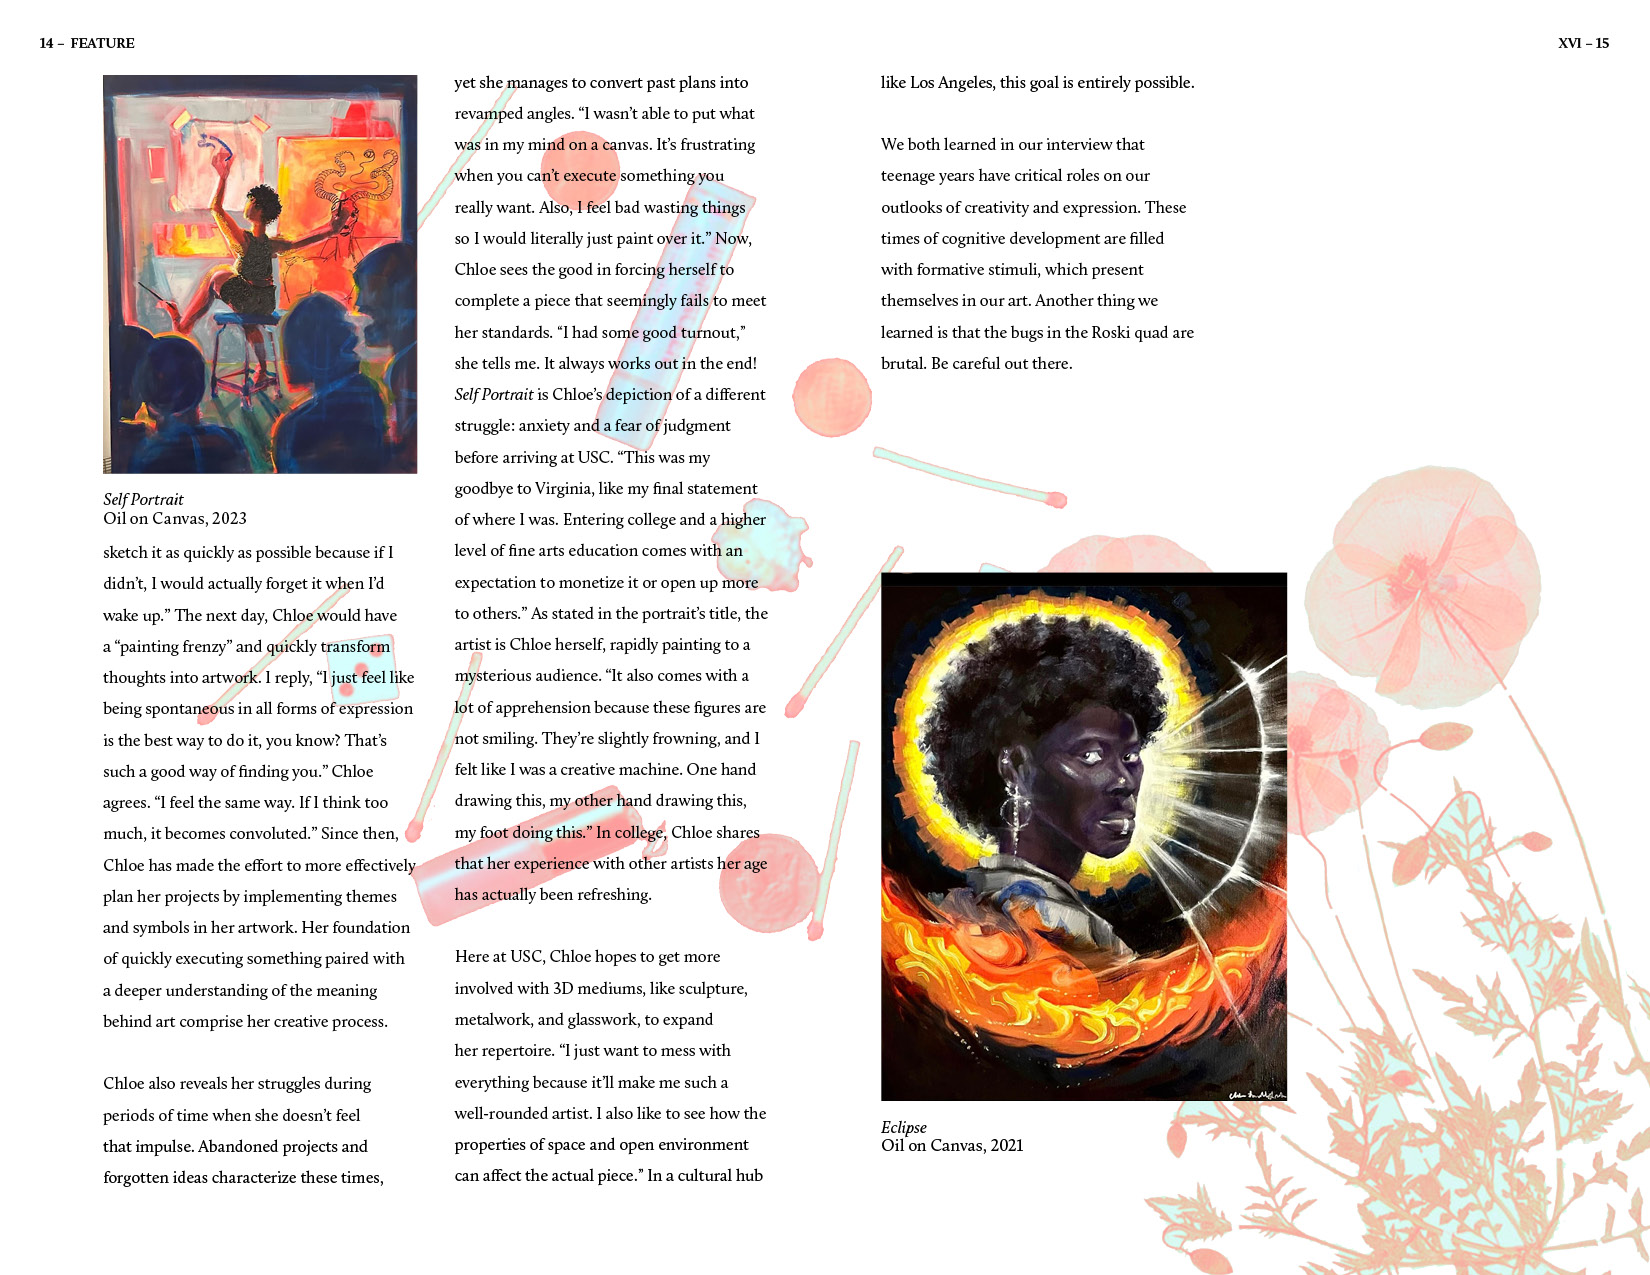 14 – FEATURE
XVI – 15
Self Portrait
Oil on Canvas, 2023
sketch it as quickly as possible because if I
didn’t, I would actually forget it when I’d
wake up.” The next day, Chloe would have
a “painting frenzy” and quickly transform
thoughts into artwork. I reply, “I just feel like
being spontaneous in all forms of expression
is the best way to do it, you know? That’s
such a good way of finding you.” Chloe
agrees. “I feel the same way. If I think too
much, it becomes convoluted.” Since then,
Chloe has made the effort to more effectively
plan her projects by implementing themes
and symbols in her artwork. Her foundation
of quickly executing something paired with
a deeper understanding of the meaning
behind art comprise her creative process.
Chloe also reveals her struggles during
periods of time when she doesn’t feel
that impulse. Abandoned projects and
forgotten ideas characterize these times,
yet she manages to convert past plans into
revamped angles. “I wasn’t able to put what
was in my mind on a canvas. It’s frustrating
when you can’t execute something you
really want. Also, I feel bad wasting things
so I would literally just paint over it.” Now,
Chloe sees the good in forcing herself to
complete a piece that seemingly fails to meet
her standards. “I had some good turnout,”
she tells me. It always works out in the end!
Self Portrait is Chloe’s depiction of a different
struggle: anxiety and a fear of judgment
before arriving at USC. “This was my
goodbye to Virginia, like my final statement
of where I was. Entering college and a higher
level of fine arts education comes with an
expectation to monetize it or open up more
to others.” As stated in the portrait’s title, the
artist is Chloe herself, rapidly painting to a
mysterious audience. “It also comes with a
lot of apprehension because these figures are
not smiling. They’re slightly frowning, and I
felt like I was a creative machine. One hand
drawing this, my other hand drawing this,
my foot doing this.” In college, Chloe shares
that her experience with other artists her age
has actually been refreshing.
Here at USC, Chloe hopes to get more
involved with 3D mediums, like sculpture,
metalwork, and glasswork, to expand
her repertoire. “I just want to mess with
everything because it’ll make me such a
well-rounded artist. I also like to see how the
properties of space and open environment
can affect the actual piece.” In a cultural hub
like Los Angeles, this goal is entirely possible.
We both learned in our interview that
teenage years have critical roles on our
outlooks of creativity and expression. These
times of cognitive development are filled
with formative stimuli, which present
themselves in our art. Another thing we
learned is that the bugs in the Roski quad are
brutal. Be careful out there.
Eclipse
Oil on Canvas, 2021